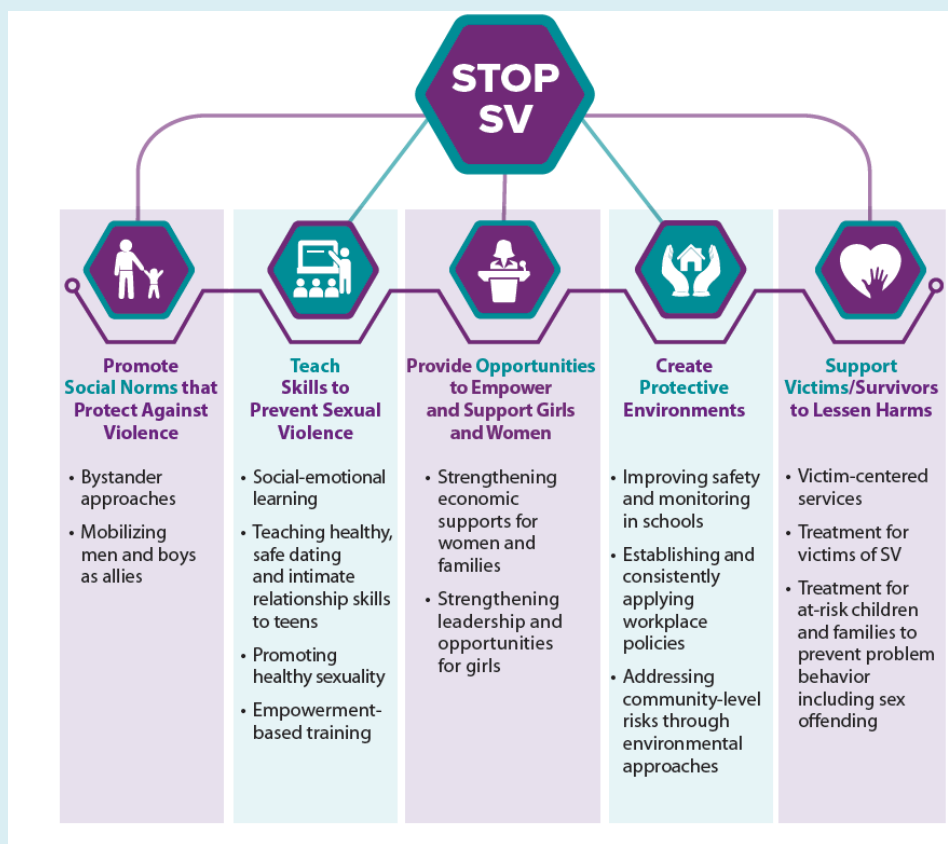 STOP
SV
Promote
Social Norms that
Protect Against
Violence
• Bystander
approaches
• Mobilizing
men and boys
as allies
Teach
Skills to
Prevent Sexual
Violence
• Social-emotional
learning
• Teaching healthy,
safe dating
and intimate
relationship skills
to teens
• Promoting
healthy sexuality
• Empowerment-
based training
Provide Opportunities
to Empower
and Support Girls
and Women
• Strengthening
economic
supports for
women and
families
• Strengthening
leadership and
opportunities
for girls
Create
Protective
Environments
• Improving safety
and monitoring
in schools
• Establishing and
consistently
applying
workplace
policies
• Addressing
community-level
risks through
environmental
approaches
Support
Victims/Survivors
to Lessen Harms
• Victim-centered
services
• Treatment for
victims of SV
• Treatment for
at-risk children
and families to
prevent problem
behavior
including sex
offending